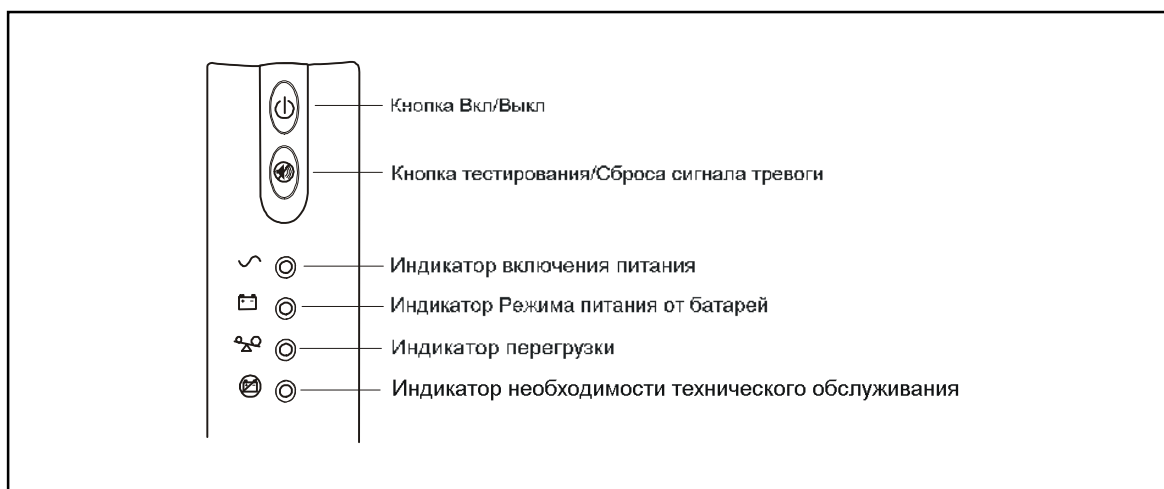 Кнопка Вкл/Выкл
Кнопка тестирования/Сброса сигнала тревоги
Индикатор включения питания
Индикатор Режима питания от батарей
Индикатор перегрузки
Индикатор необходимости технического обслуживания